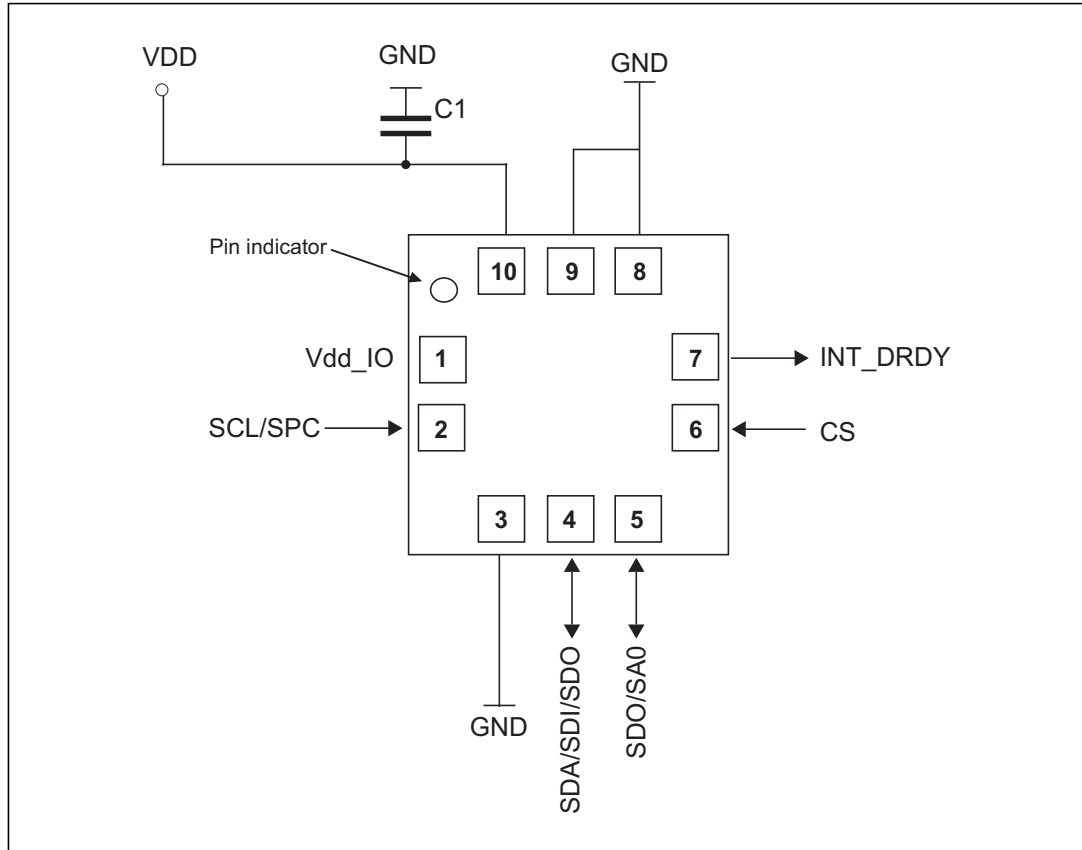 VDD
GND
GND
C1
Pin indicator
10 9 8
Vdd_IO
1
7
INT_DRDY
SCL/SPC
2
6
CS
3 4 5
GND
SDA/SDI/SDO
SDO/SA0